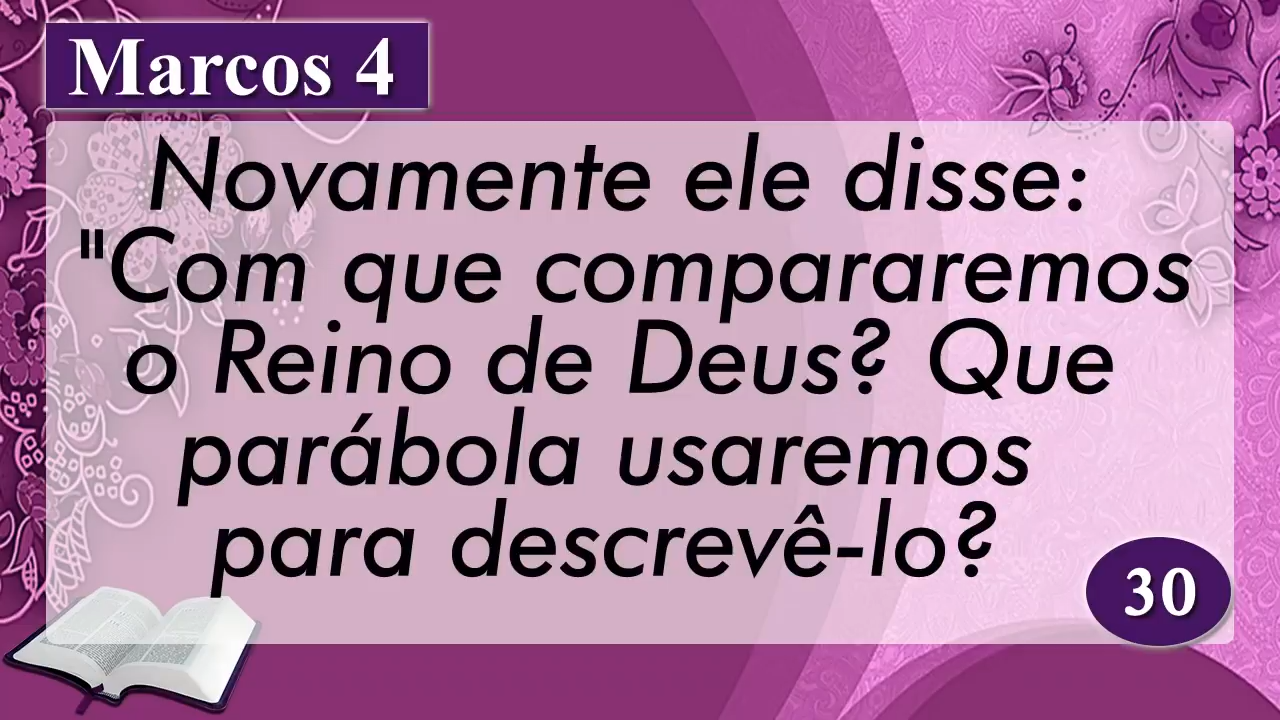 Marcos 4
Novamente ele disse:
"Com que compararemos
o Reino de Deus? Que
parábola usaremos
para descrevê-lo?
30